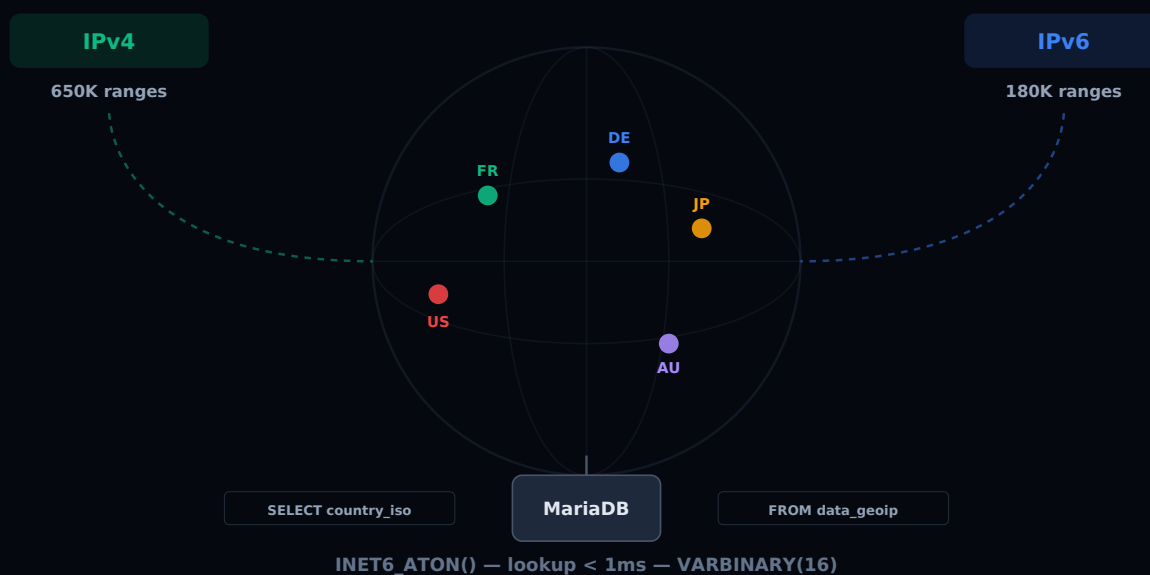 IPv4
IPv6
650K ranges
180K ranges
DE
FR
JP
US
AU
SELECT country_iso
MariaDB
FROM data_geoip
INET6_ATON() — lookup < 1ms — VARBINARY(16)